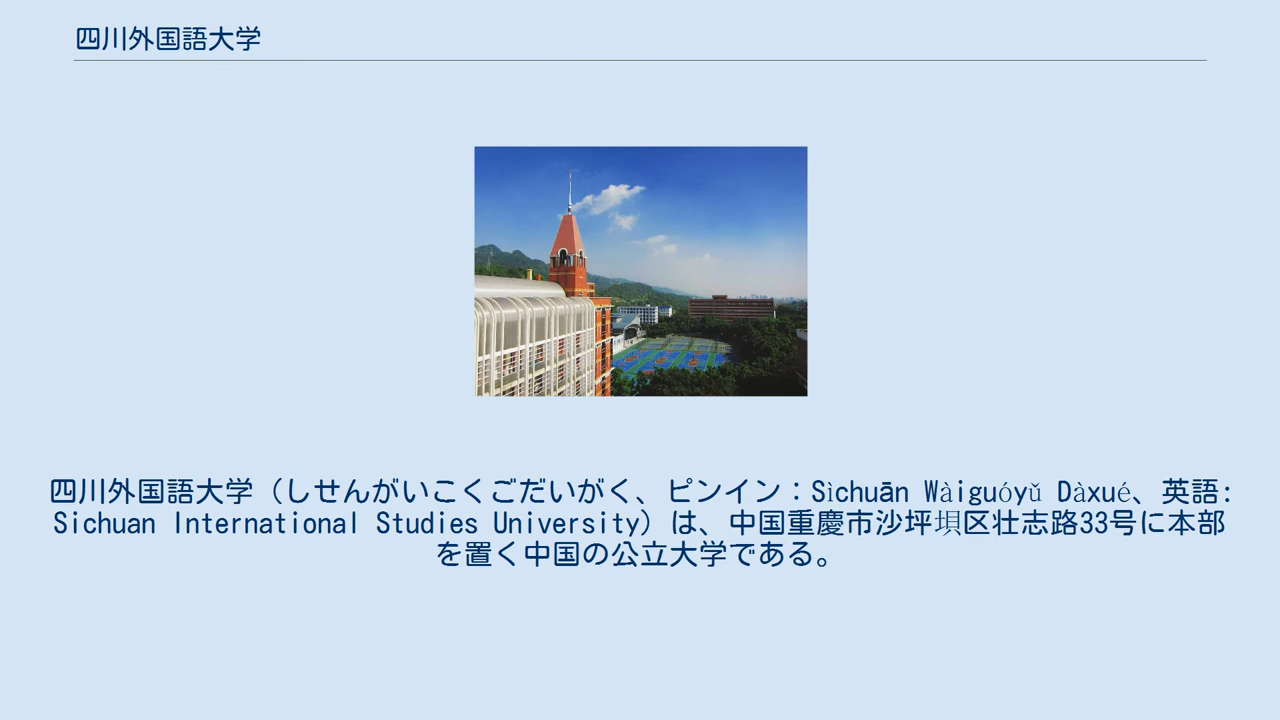 四川外国語大学
四川外国語大学（しせんがいこくごだいがく、ピンイン：Sìchuān Wàiguóyǔ Dàxué、英語:
Sichuan International Studies University）は、中国重慶市沙坪垻区壮志路33号に本部
を置く中国の公立大学である。